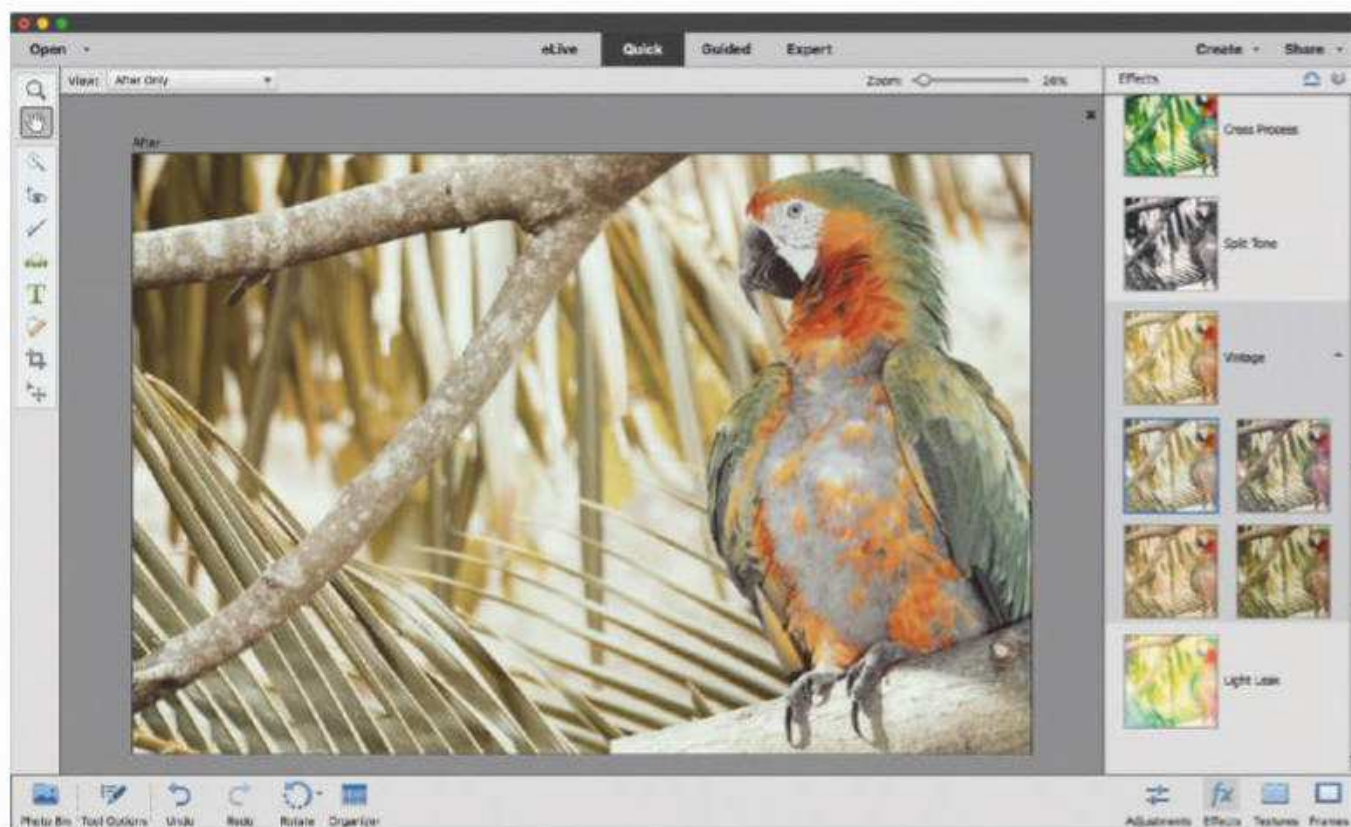 Open
eLive Quick Guided Expert
Create Share
View: After Only
Zoom: 26%
Effects
After
Cross Process
Split Tone
Vintage
Light Leak
Photo Bin Tool Options Undo Redo Rotate Organizer
Adjustments Effects Textures Frames